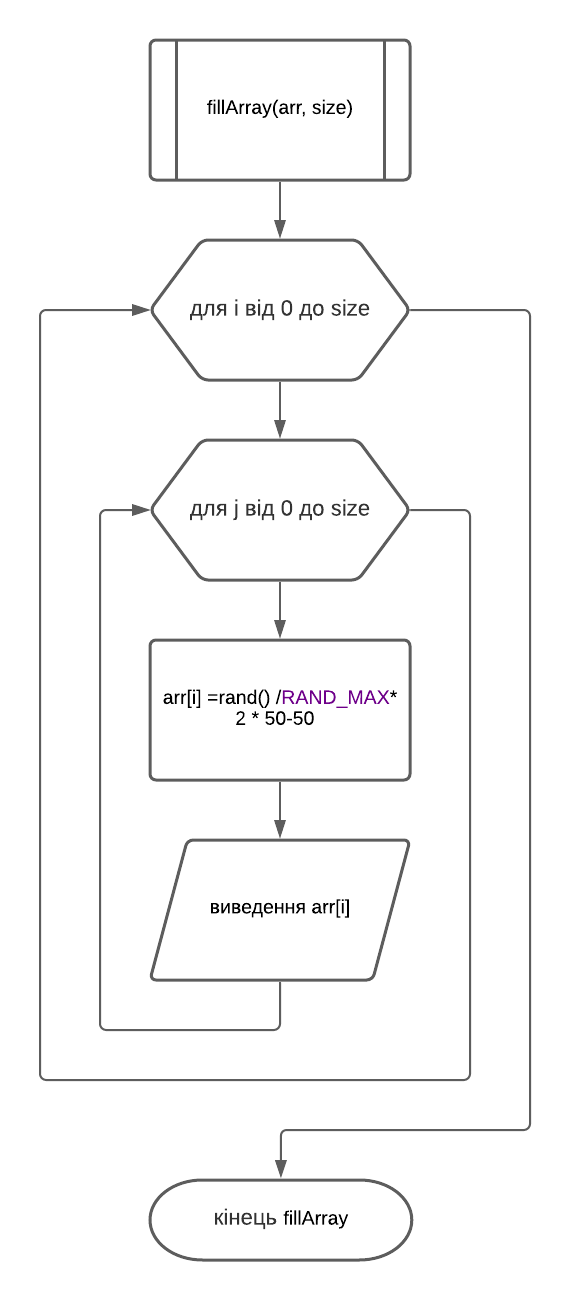 fillArray(arr, size)
для i від 0 до size
для j від 0 до size
arr[i] =rand() /RAND_MAX*
2 * 50-50
виведення arr[i]
кінець fillArray